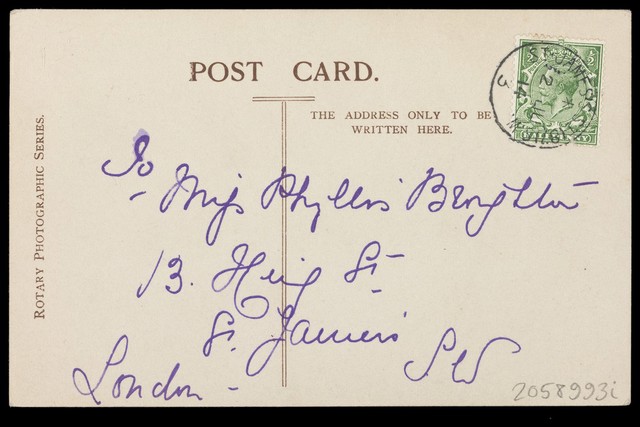 POST CARD.
THE ADDRESS ONLY TO BE
WRITTEN HERE.
ROTARY PHOTOGRAPHIC SERIES.
To
Miss Phyllis Broughton
13. King St
St. James'
SW
London -
2058993i